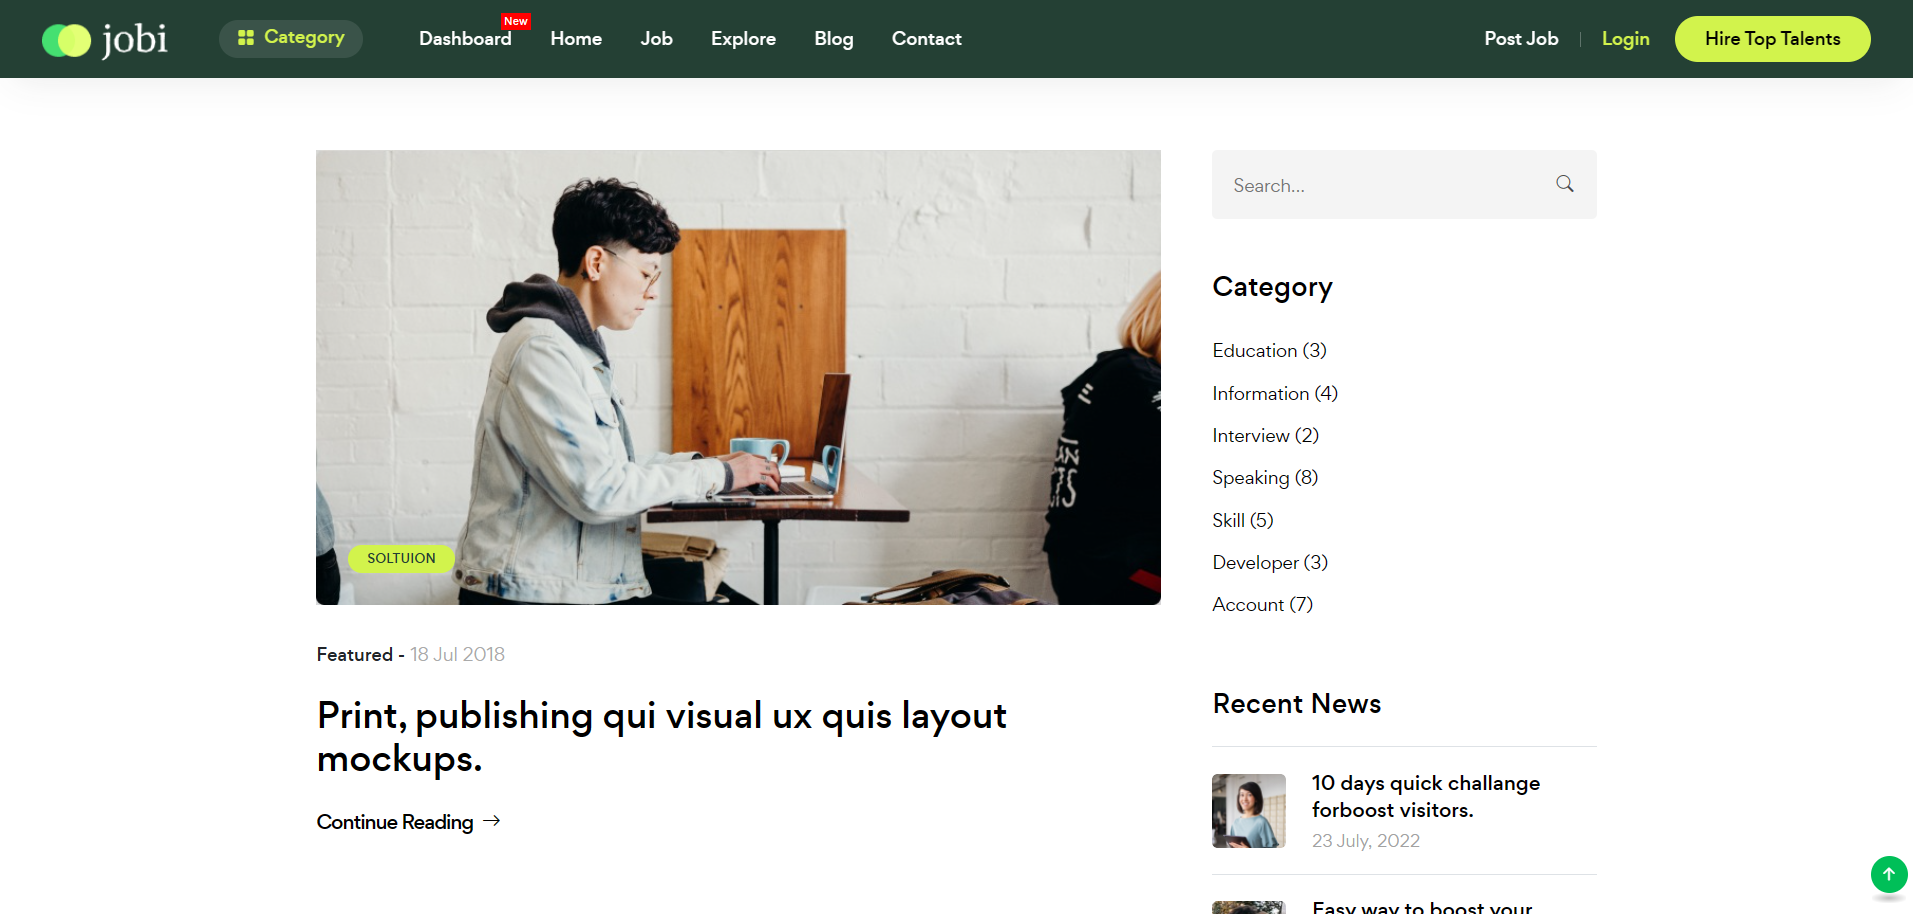 jobi
Category
Dashboard
New
Home
Job
Explore
Blog
Contact
Post Job
Login
Hire Top Talents
SOLTUION
Featured - 18 Jul 2018
Print, publishing qui visual ux quis layout
mockups.
Continue Reading
Search...
Category
Education (3)
Information (4)
Interview (2)
Speaking (8)
Skill (5)
Developer (3)
Account (7)
Recent News
10 days quick challange
forboost visitors.
23 July, 2022
Easy way to boost your